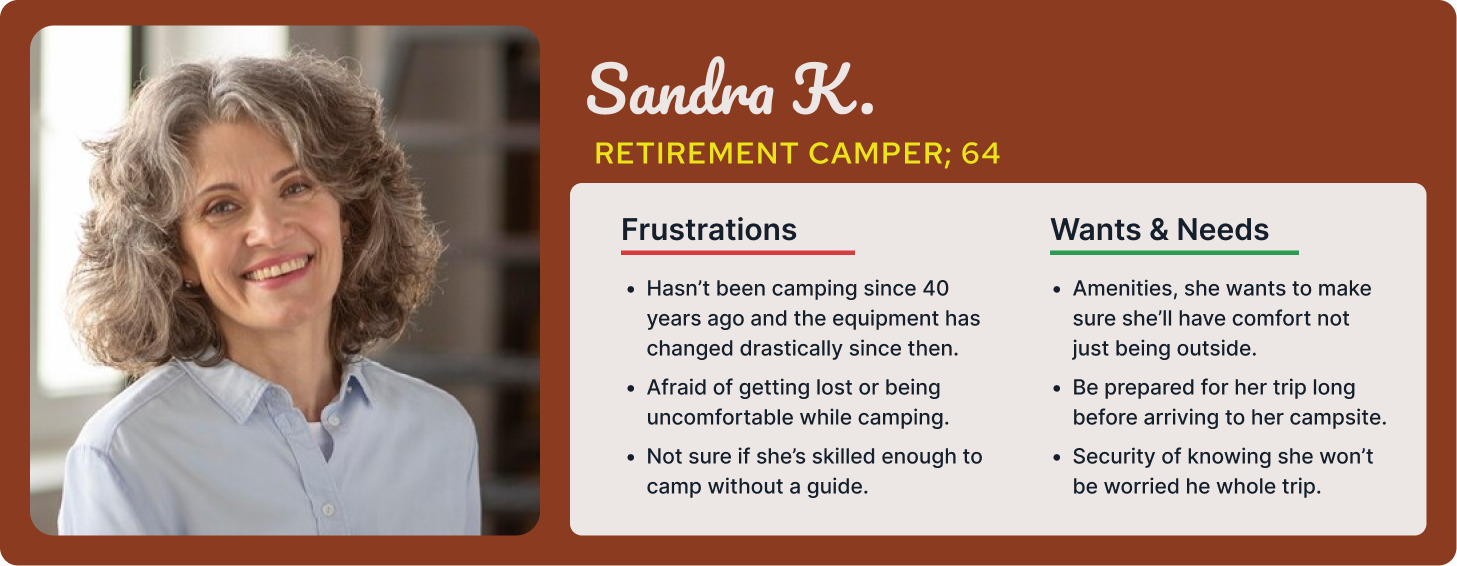 Sandra K.
RETIREMENT CAMPER; 64
Frustrations
• Hasn’t been camping since 40
years ago and the equipment has
changed drastically since then.
• Afraid of getting lost or being
uncomfortable while camping.
• Not sure if she’s skilled enough to
camp without a guide.
Wants & Needs
• Amenities, she wants to make
sure she’ll have comfort not
just being outside.
• Be prepared for her trip long
before arriving to her campsite.
• Security of knowing she won’t
be worried he whole trip.